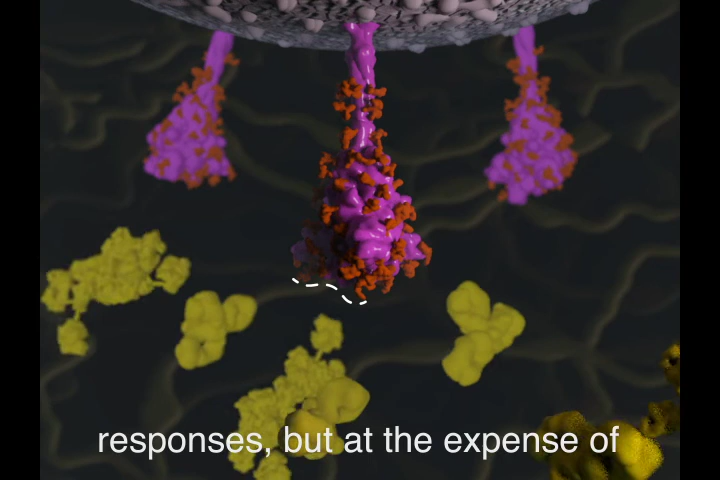 responses, but at the expense of